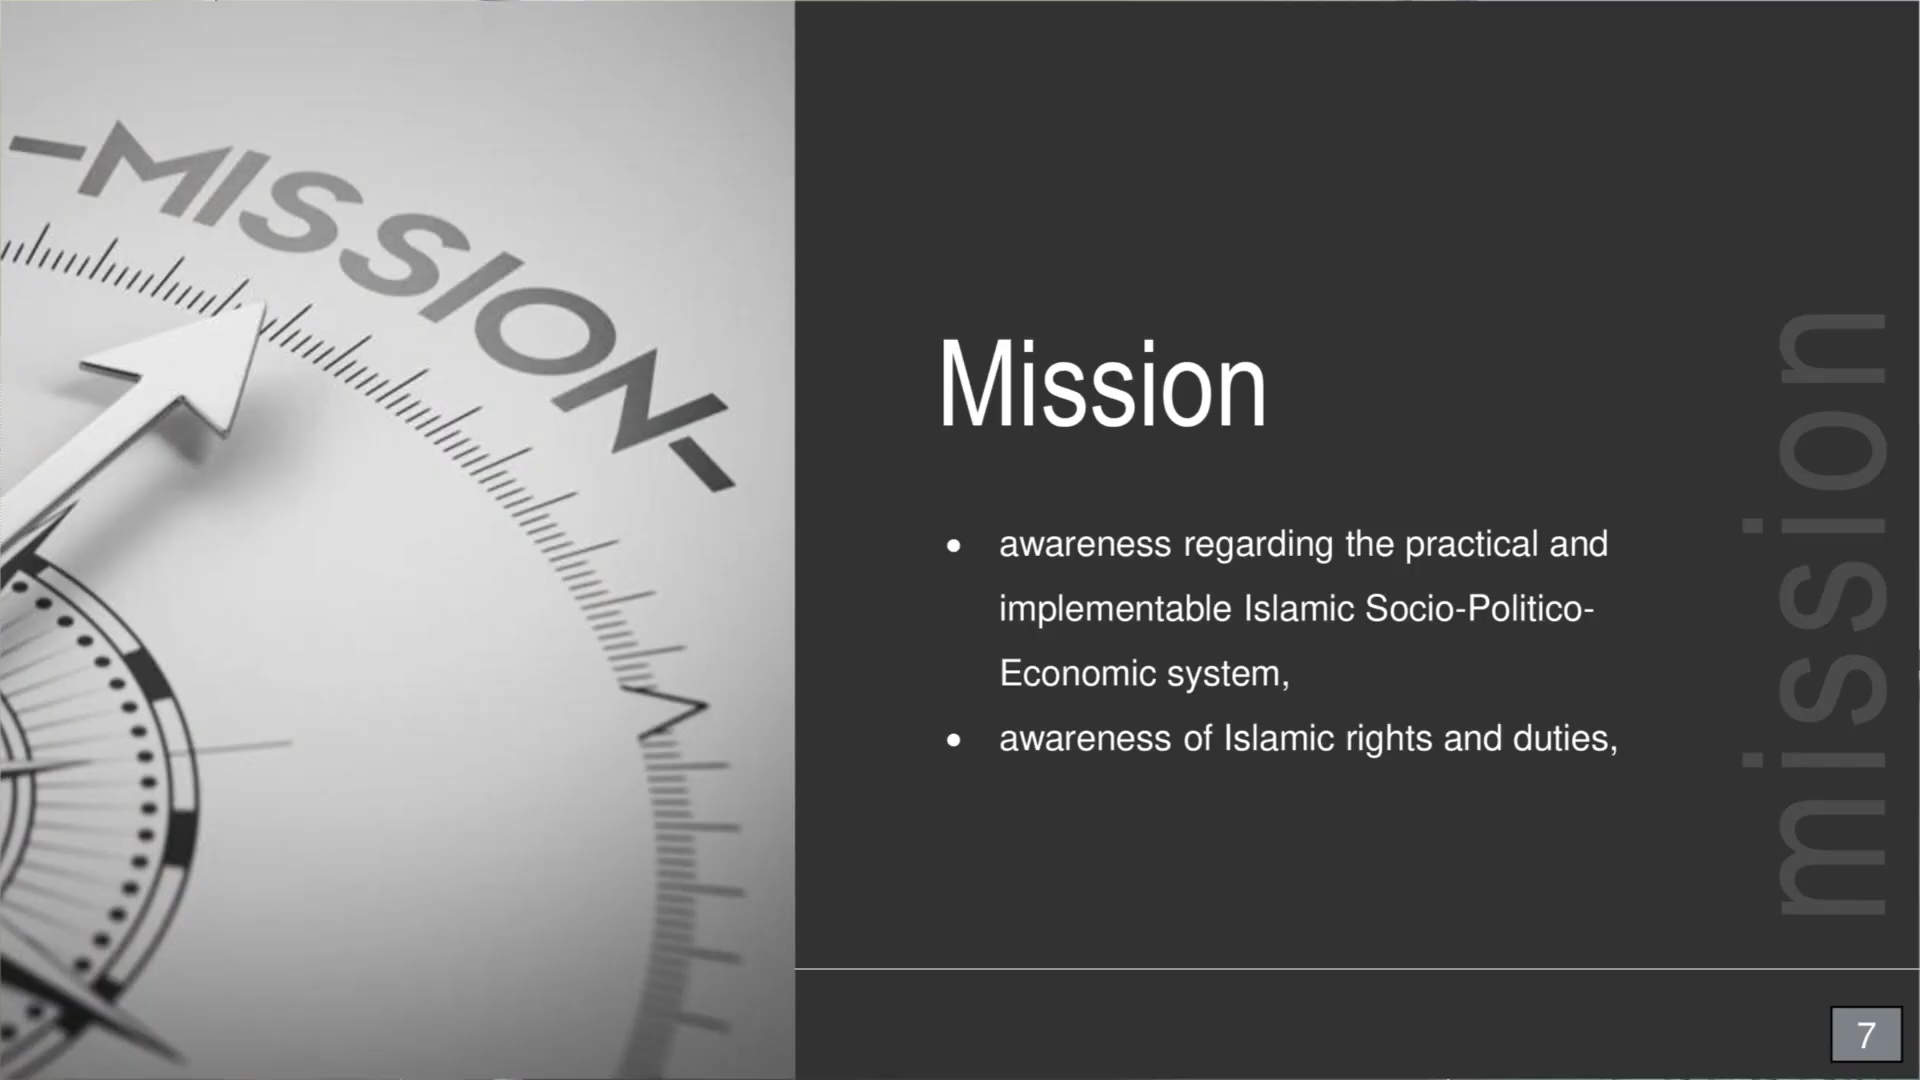 -MISSION-
Mission
• awareness regarding the practical and
implementable Islamic Socio-Politico-
Economic system,
• awareness of Islamic rights and duties,
mission
7